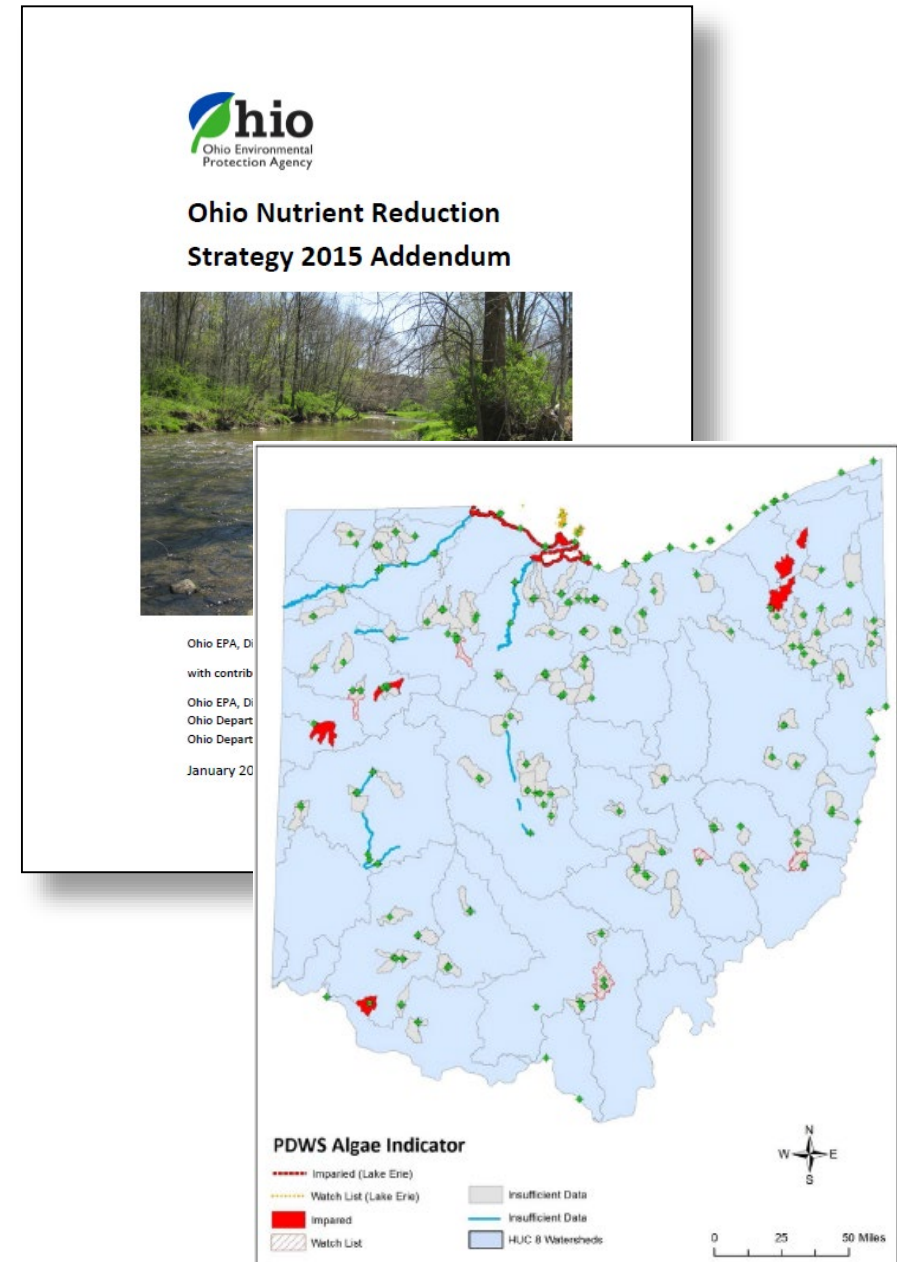 Ohio
Ohio Environmental
Protection Agency
Ohio Nutrient Reduction
Strategy 2015 Addendum
Ohio EPA, Di
with contrib
Ohio EPA, Di
Ohio Depart
Ohio Depart
January 20
PDWS Algae Indicator
Imparied (Lake Erie)
Watch List (Lake Erie)
Impared
Watch List
Insufficient Data
Insufficient Data
HUC 8 Watersheds
N
W E
S
0 25 50 Miles